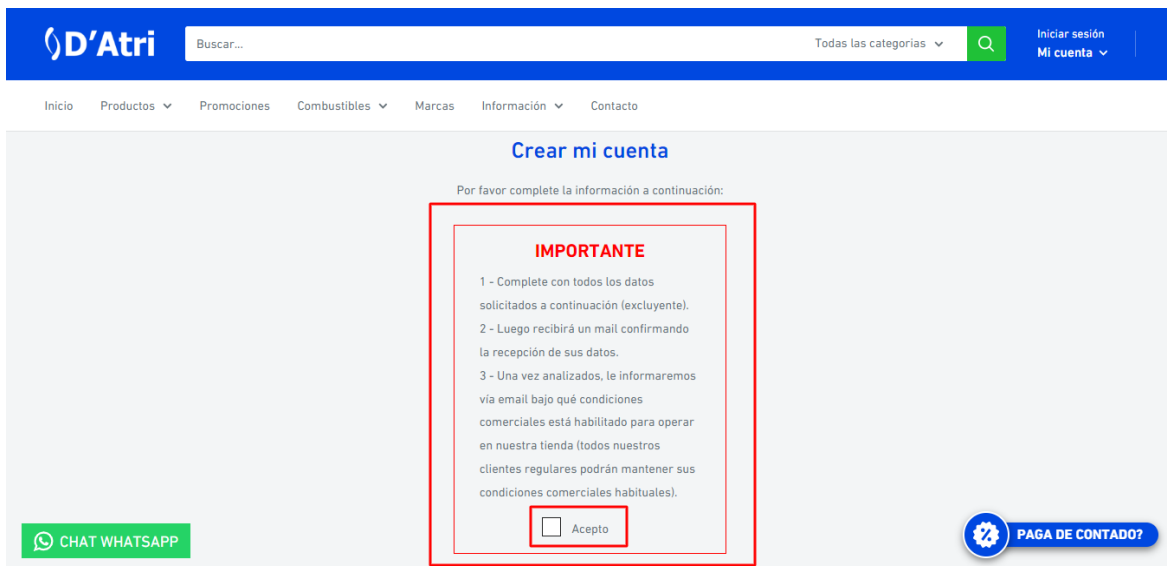 D'Atri
Buscar...
Todas las categorias
Iniciar sesión
Mi cuenta
Inicio Productos Promociones Combustibles Marcas Información Contacto
Crear mi cuenta
Por favor complete la información a continuación:
IMPORTANTE
1 - Complete con todos los datos
solicitados a continuación (excluyente).
2 - Luego recibirá un mail confirmando
la recepción de sus datos.
3 - Una vez analizados, le informaremos
vía email bajo qué condiciones
comerciales está habilitado para operar
en nuestra tienda (todos nuestros
clientes regulares podrán mantener sus
condiciones comerciales habituales).
Acepto
CHAT WHATSAPP
PAGA DE CONTADO?